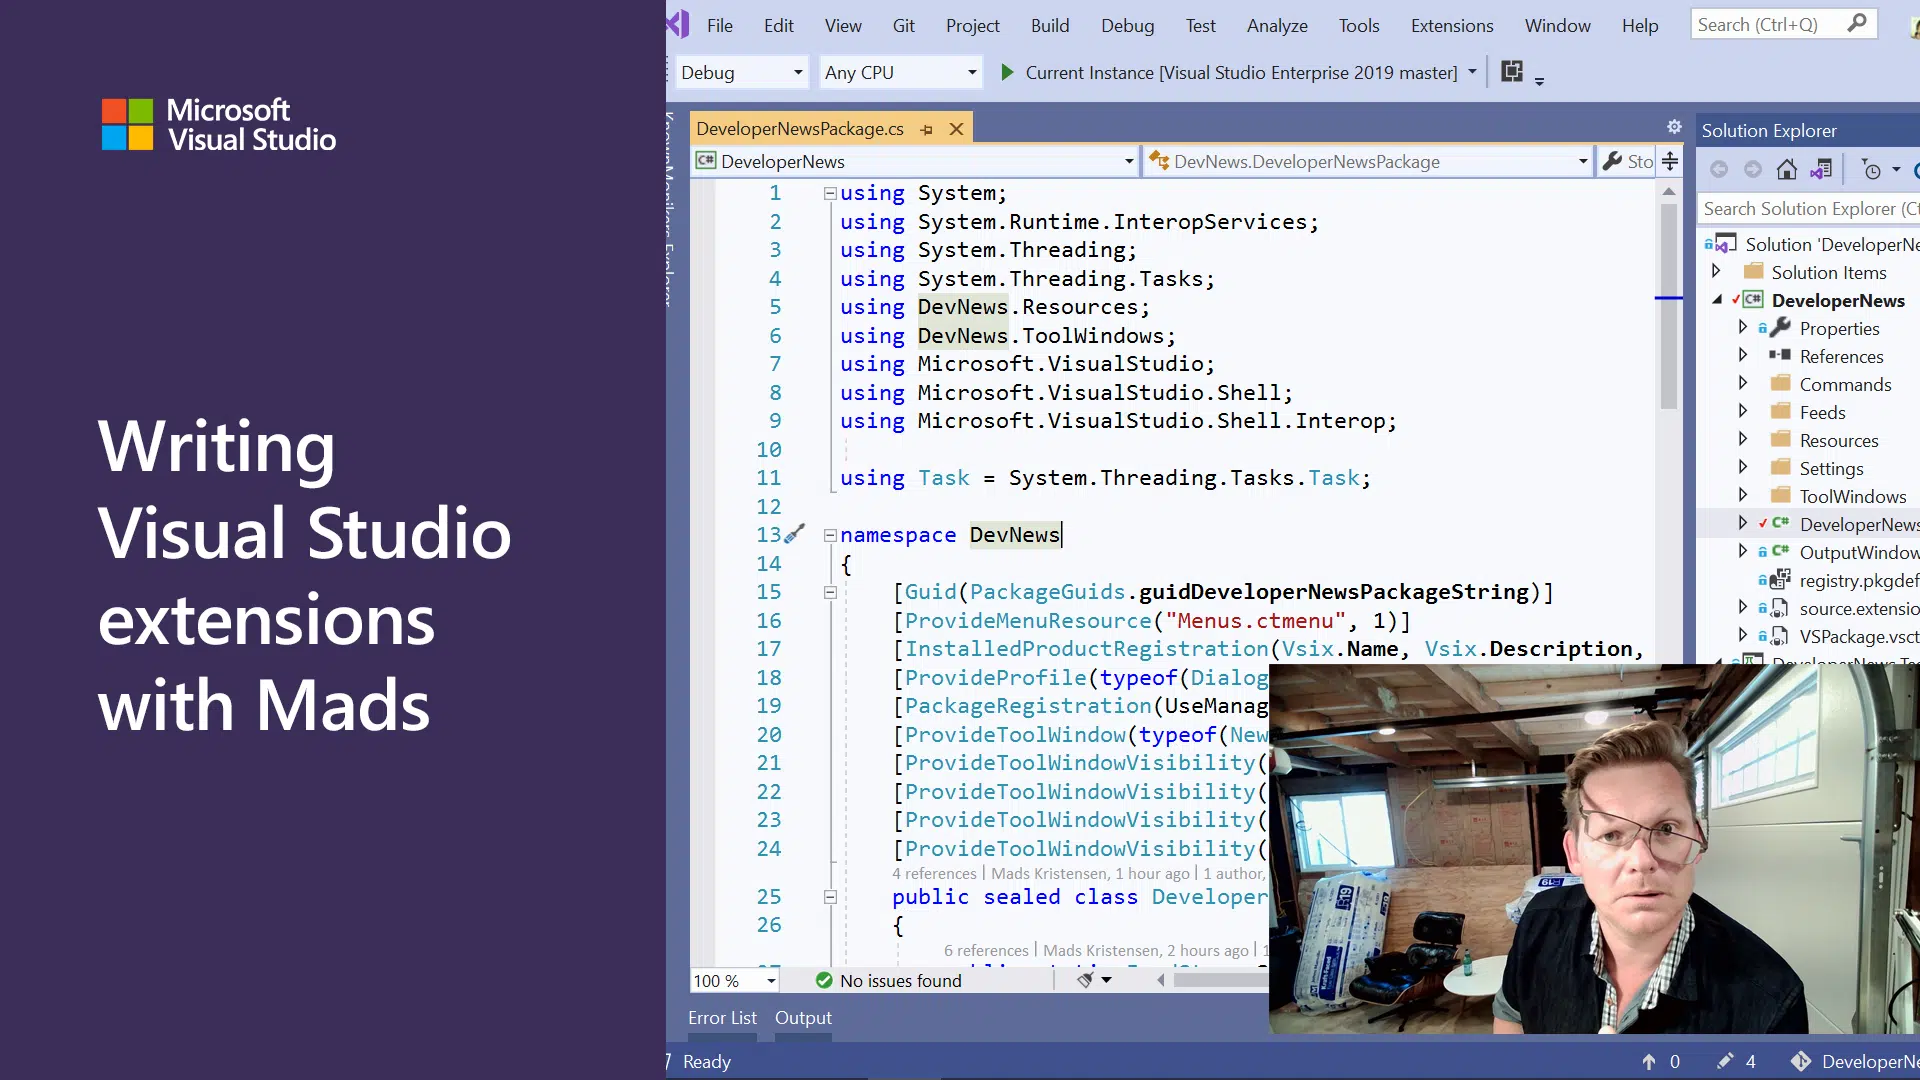 Microsoft
Visual Studio
Writing
Visual Studio
extensions
with Mads
File Edit View Git Project Build Debug Test Analyze Tools Extensions Window Help Search (Ctrl+Q)
Debug Any CPU Current Instance [Visual Studio Enterprise 2019 master]
DeveloperNewsPackage.cs
DeveloperNews DevNews.DeveloperNewsPackage Sto
1 using System;
2 using System.Runtime.InteropServices;
3 using System.Threading;
4 using System.Threading.Tasks;
5 using DevNews.Resources;
6 using DevNews.ToolWindows;
7 using Microsoft.VisualStudio;
8 using Microsoft.VisualStudio.Shell;
9 using Microsoft.VisualStudio.Shell.Interop;
10
11 using Task = System.Threading.Tasks.Task;
12
13 namespace DevNews
14 {
15 [Guid(PackageGuids.guidDeveloperNewsPackageString)]
16 [ProvideMenuResource("Menus.ctmenu", 1)]
17 [InstalledProductRegistration(Vsix.Name, Vsix.Description,
18 [ProvideProfile(typeof(Dialog
19 [PackageRegistration(UseManag
20 [ProvideToolWindow(typeof(New
21 [ProvideToolWindowVisibility(
22 [ProvideToolWindowVisibility(
23 [ProvideToolWindowVisibility(
24 [ProvideToolWindowVisibility(
4 references | Mads Kristensen, 1 hour ago | 1 author,
25 public sealed class Developer
26 {
6 references | Mads Kristensen, 2 hours ago | 1
100 % No issues found
Error List Output
Ready
0 4 DeveloperNe
Solution Explorer
Search Solution Explorer (Ct
Solution 'DeveloperNe
Solution Items
C# DeveloperNews
Properties
References
Commands
Feeds
Resources
Settings
ToolWindows
C# DeveloperNews
C# OutputWindow
registry.pkgdef
source.extensio
VSPackage.vsct
R19
R19